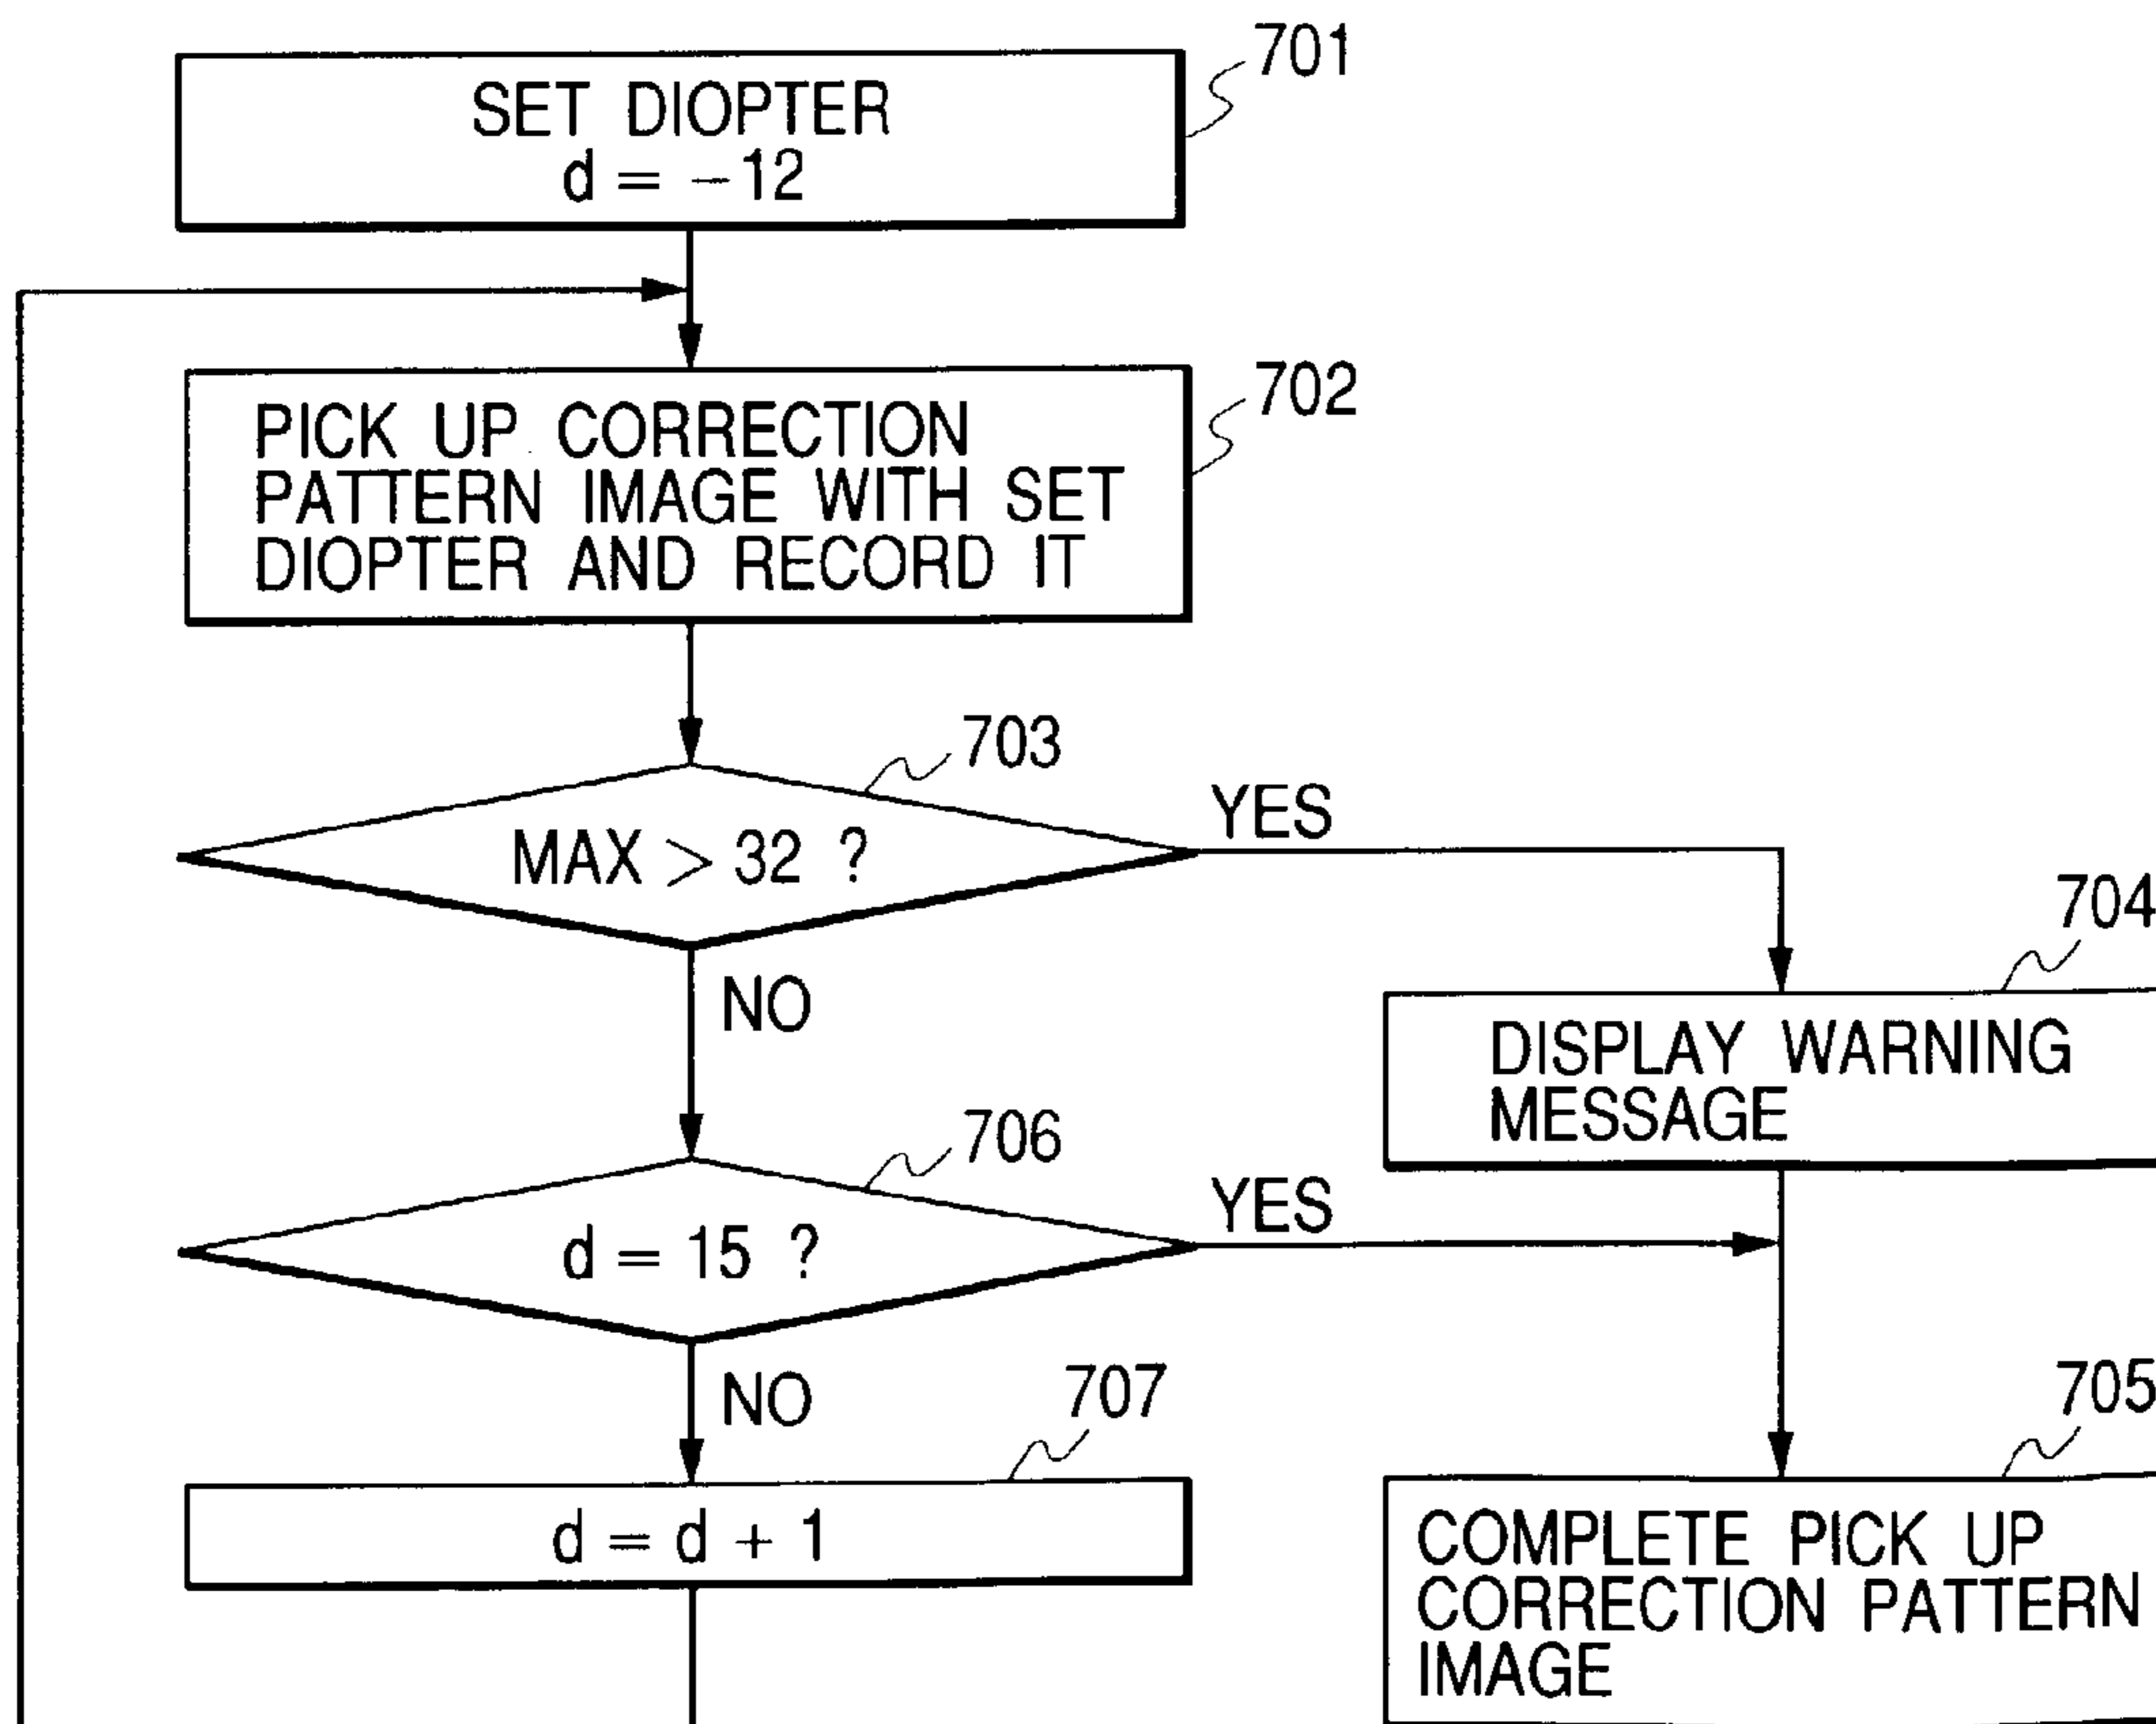 701
SET DIOPTER
d = −12
702
PICK UP CORRECTION
PATTERN IMAGE WITH SET
DIOPTER AND RECORD IT
703
MAX > 32 ?
YES
NO
704
DISPLAY WARNING
MESSAGE
706
d = 15 ?
YES
NO
707
d = d + 1
705
COMPLETE PICK UP
CORRECTION PATTERN
IMAGE